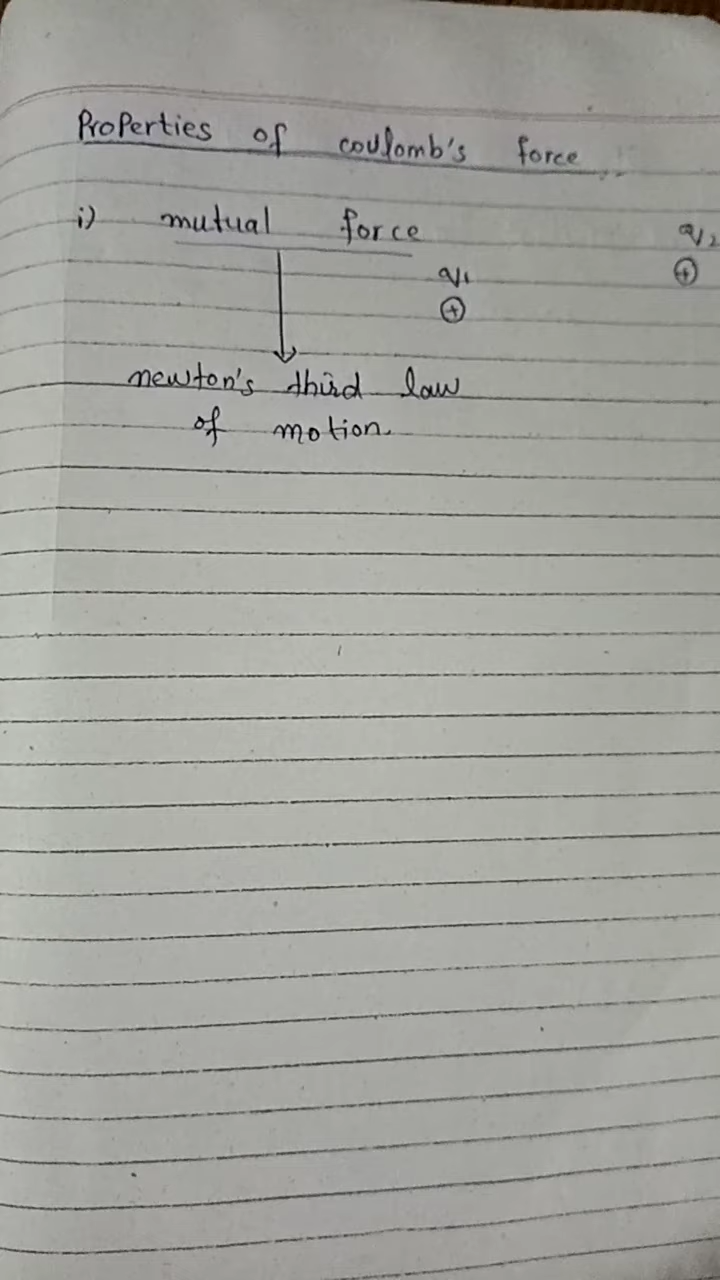 Properties of coulomb's force
i) mutual force
q1 q2
⊕ ⊕
newton's third law
of motion.